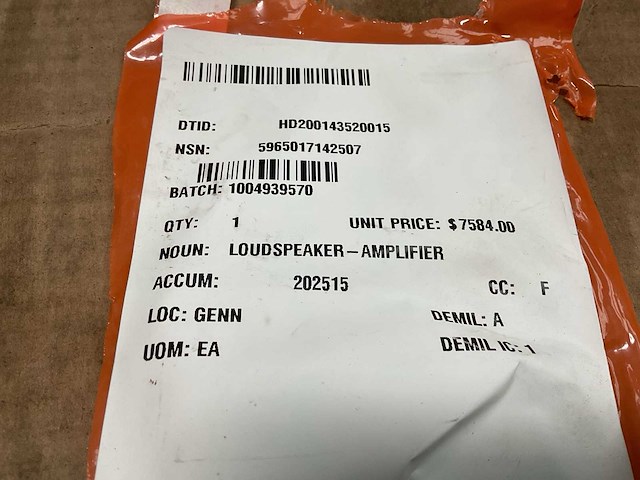 DTID: HD200143520015
NSN: 5965017142507
BATCH: 1004939570
QTY: 1 UNIT PRICE: $7584.00
NOUN: LOUDSPEAKER-AMPLIFIER
ACCUM: 202515 CC: F
LOC: GENN DEMIL: A
UOM: EA DEMIL IC: 1